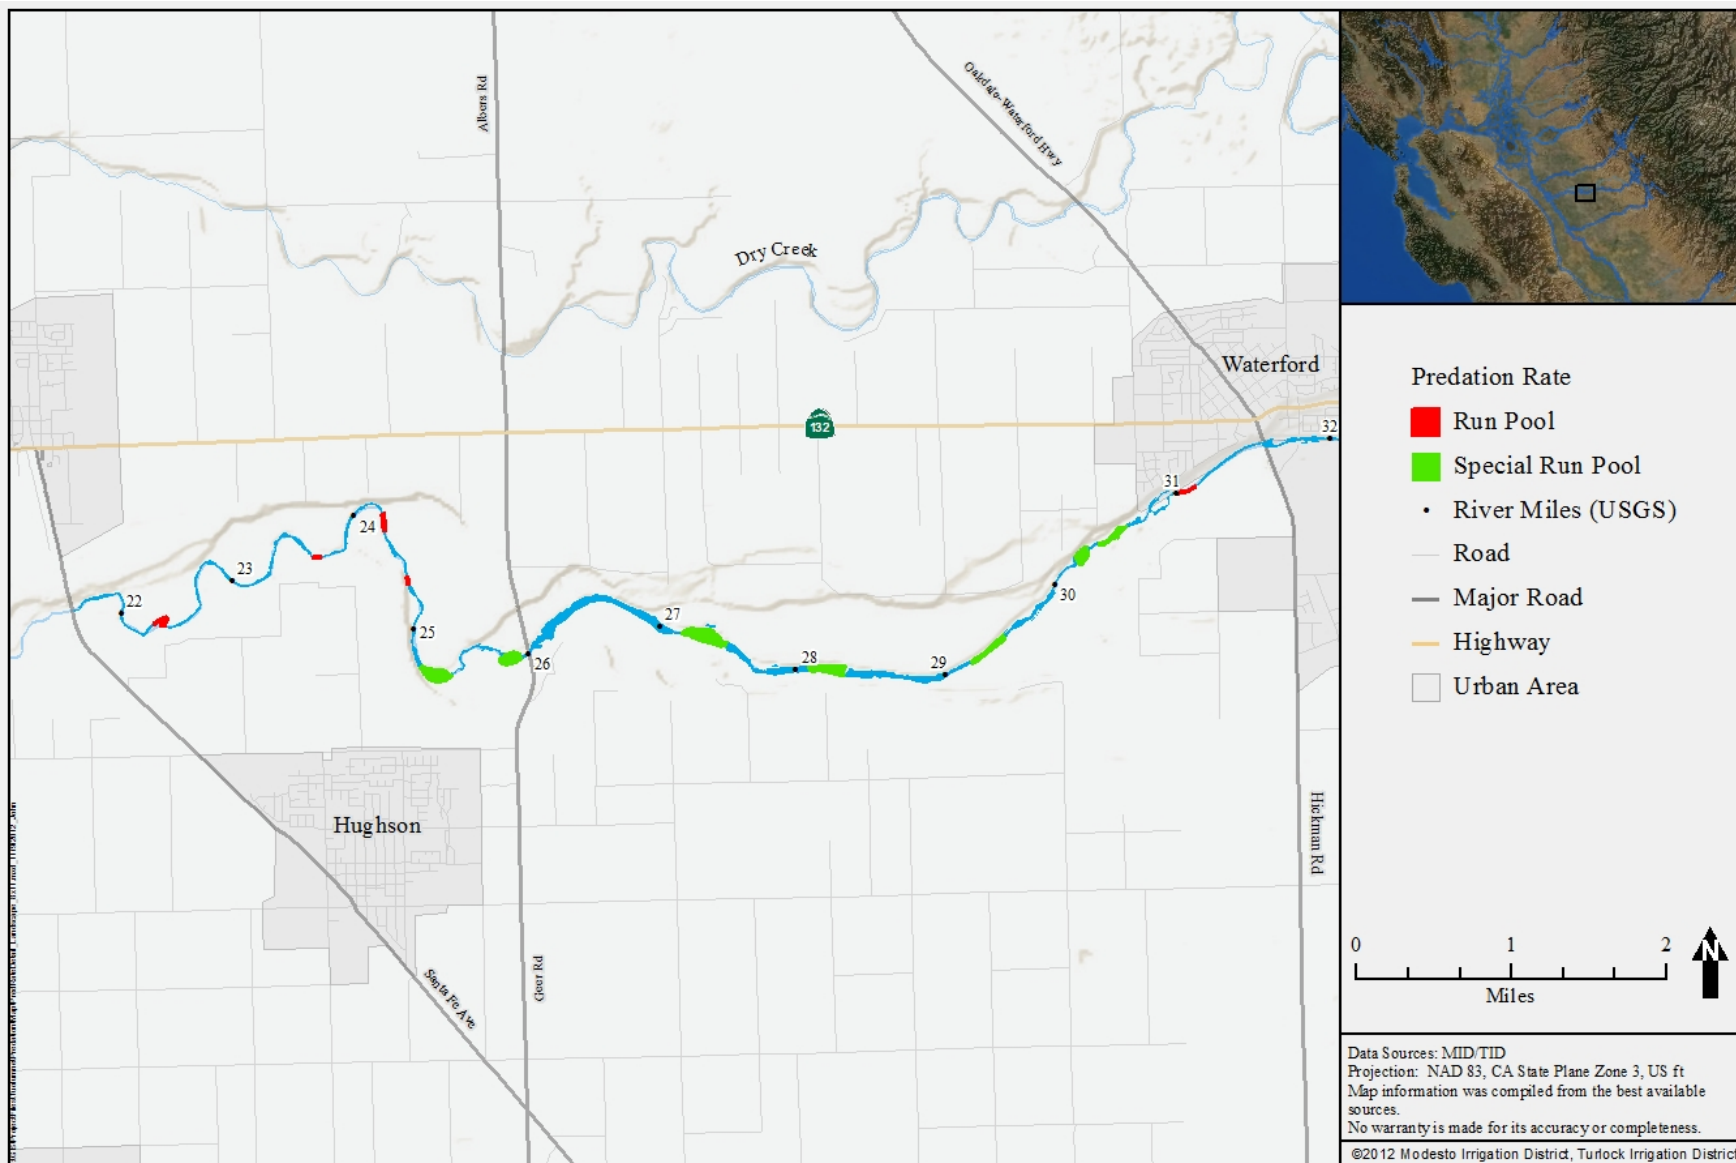 Albers Rd
Oakdale-Waterford Hwy
Dry Creek
Waterford
132
32
31
24
23
22
25
26
27
28
29
30
Hughson
Santa Fe Ave
Geer Rd
Hickman Rd
Predation Rate
Run Pool
Special Run Pool
River Miles (USGS)
Road
Major Road
Highway
Urban Area
0 1 2
Miles
N
Data Sources: MID/TID
Projection: NAD 83, CA State Plane Zone 3, US ft
Map information was compiled from the best available
sources.
No warranty is made for its accuracy or completeness.
©2012 Modesto Irrigation District, Turlock Irrigation District